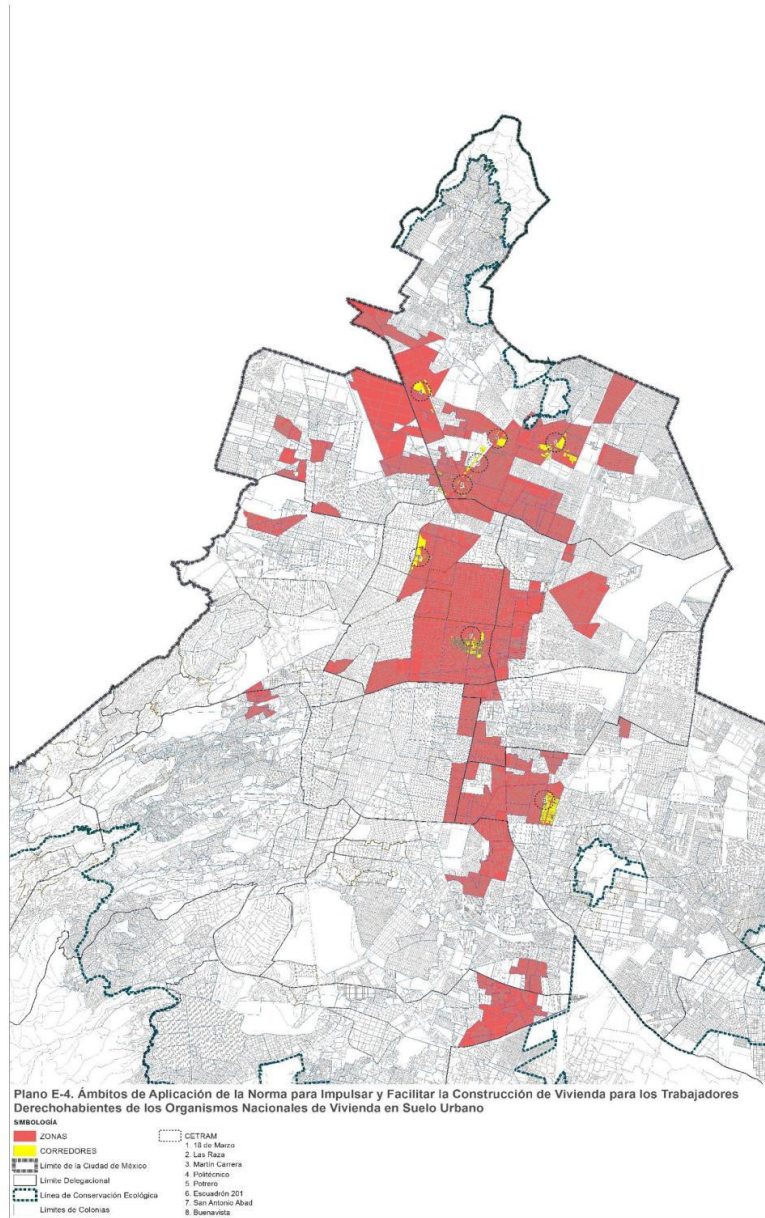 Plano E-4. Ámbitos de Aplicación de la Norma para Impulsar y Facilitar la Construcción de Vivienda para los Trabajadores
Derechohabientes de los Organismos Nacionales de Vivienda en Suelo Urbano
SIMBOLOGÍA
ZONAS
CORREDORES
Límite de la Ciudad de México
Límite Delegacional
Línea de Conservación Ecológica
Límites de Colonias
CETRAM
1. 18 de Marzo
2. Las Raza
3. Martín Carrera
4. Politécnico
5. Potrero
6. Escuadrón 201
7. San Antonio Abad
8. Buenavista